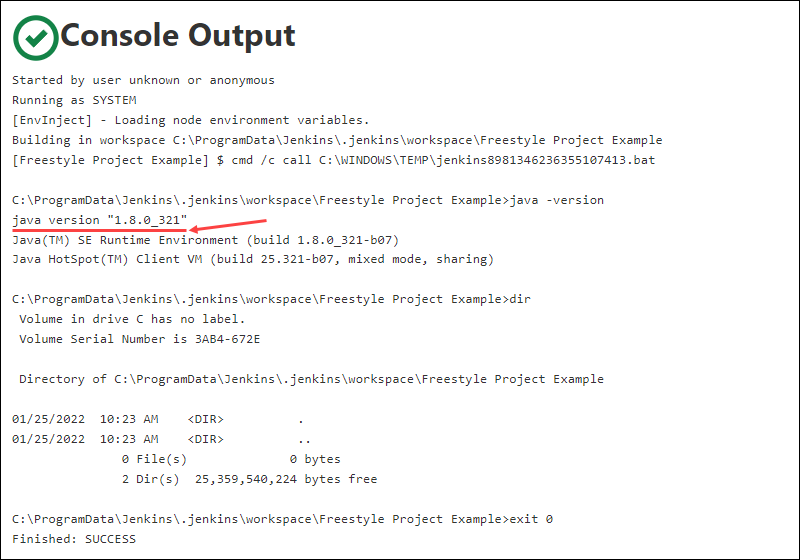 Console Output
Started by user unknown or anonymous
Running as SYSTEM
[EnvInject] - Loading node environment variables.
Building in workspace C:\ProgramData\Jenkins\.jenkins\workspace\Freestyle Project Example
[Freestyle Project Example] $ cmd /c call C:\WINDOWS\TEMP\jenkins8981346236355107413.bat
C:\ProgramData\Jenkins\.jenkins\workspace\Freestyle Project Example>java -version
java version "1.8.0_321"
Java(TM) SE Runtime Environment (build 1.8.0_321-b07)
Java HotSpot(TM) Client VM (build 25.321-b07, mixed mode, sharing)
C:\ProgramData\Jenkins\.jenkins\workspace\Freestyle Project Example>dir
Volume in drive C has no label.
Volume Serial Number is 3AB4-672E
Directory of C:\ProgramData\Jenkins\.jenkins\workspace\Freestyle Project Example
01/25/2022  10:23 AM    <DIR>          .
01/25/2022  10:23 AM    <DIR>          ..
0 File(s)              0 bytes
2 Dir(s)  25,359,540,224 bytes free
C:\ProgramData\Jenkins\.jenkins\workspace\Freestyle Project Example>exit 0
Finished: SUCCESS